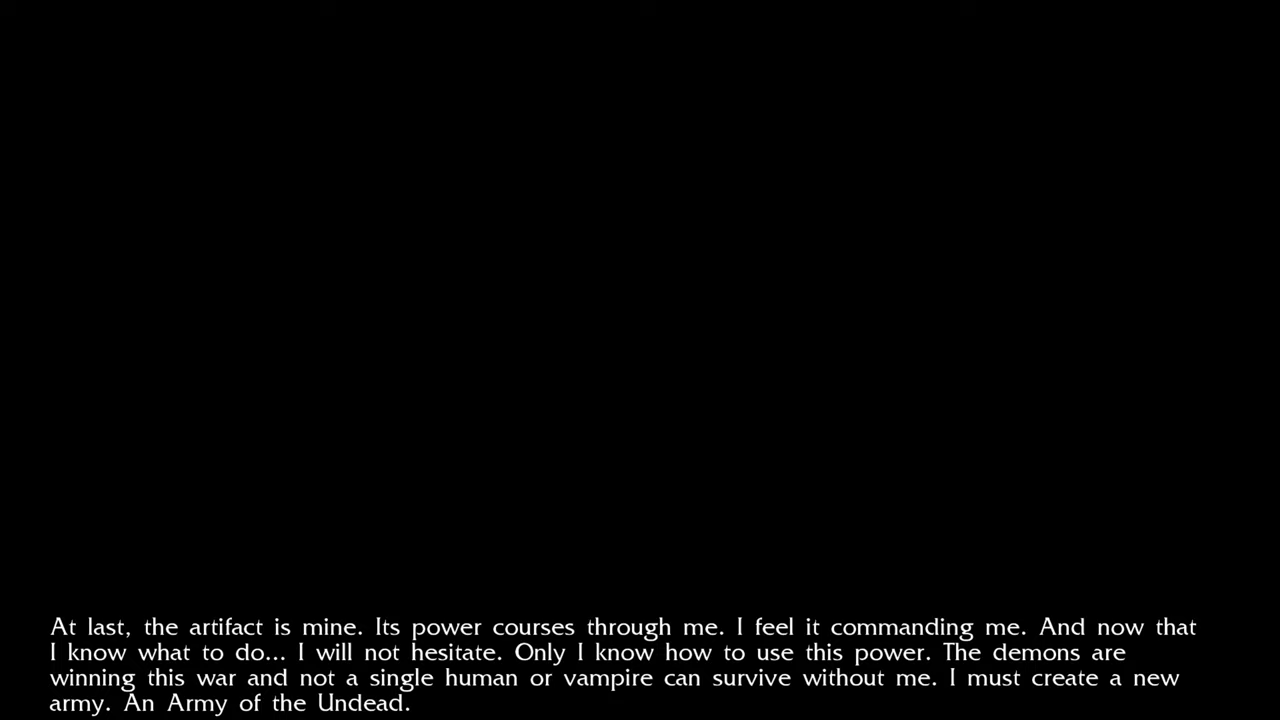 At last, the artifact is mine. Its power courses through me. I feel it commanding me. And now that
I know what to do... I will not hesitate. Only I know how to use this power. The demons are
winning this war and not a single human or vampire can survive without me. I must create a new
army. An Army of the Undead.